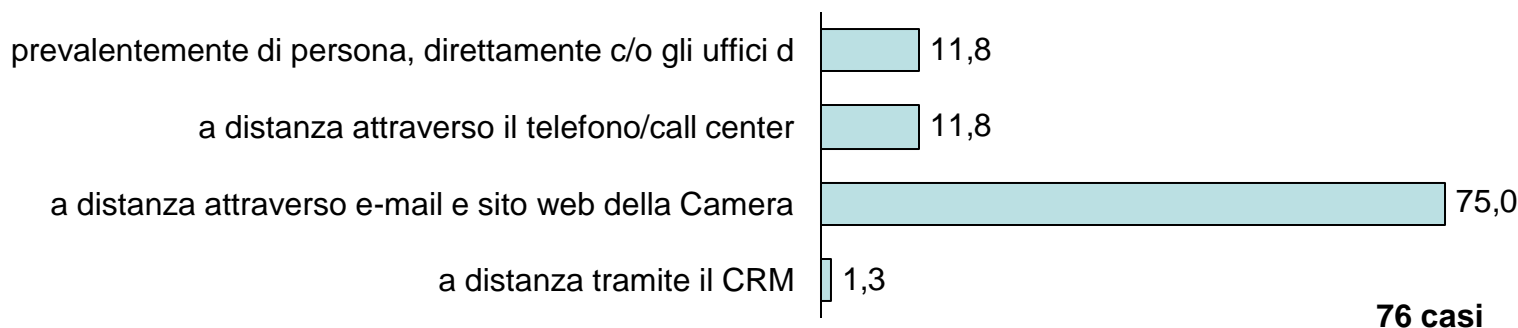 prevalentemente di persona, direttamente c/o gli uffici d 11,8
a distanza attraverso il telefono/call center 11,8
a distanza attraverso e-mail e sito web della Camera 75,0
a distanza tramite il CRM 1,3
76 casi